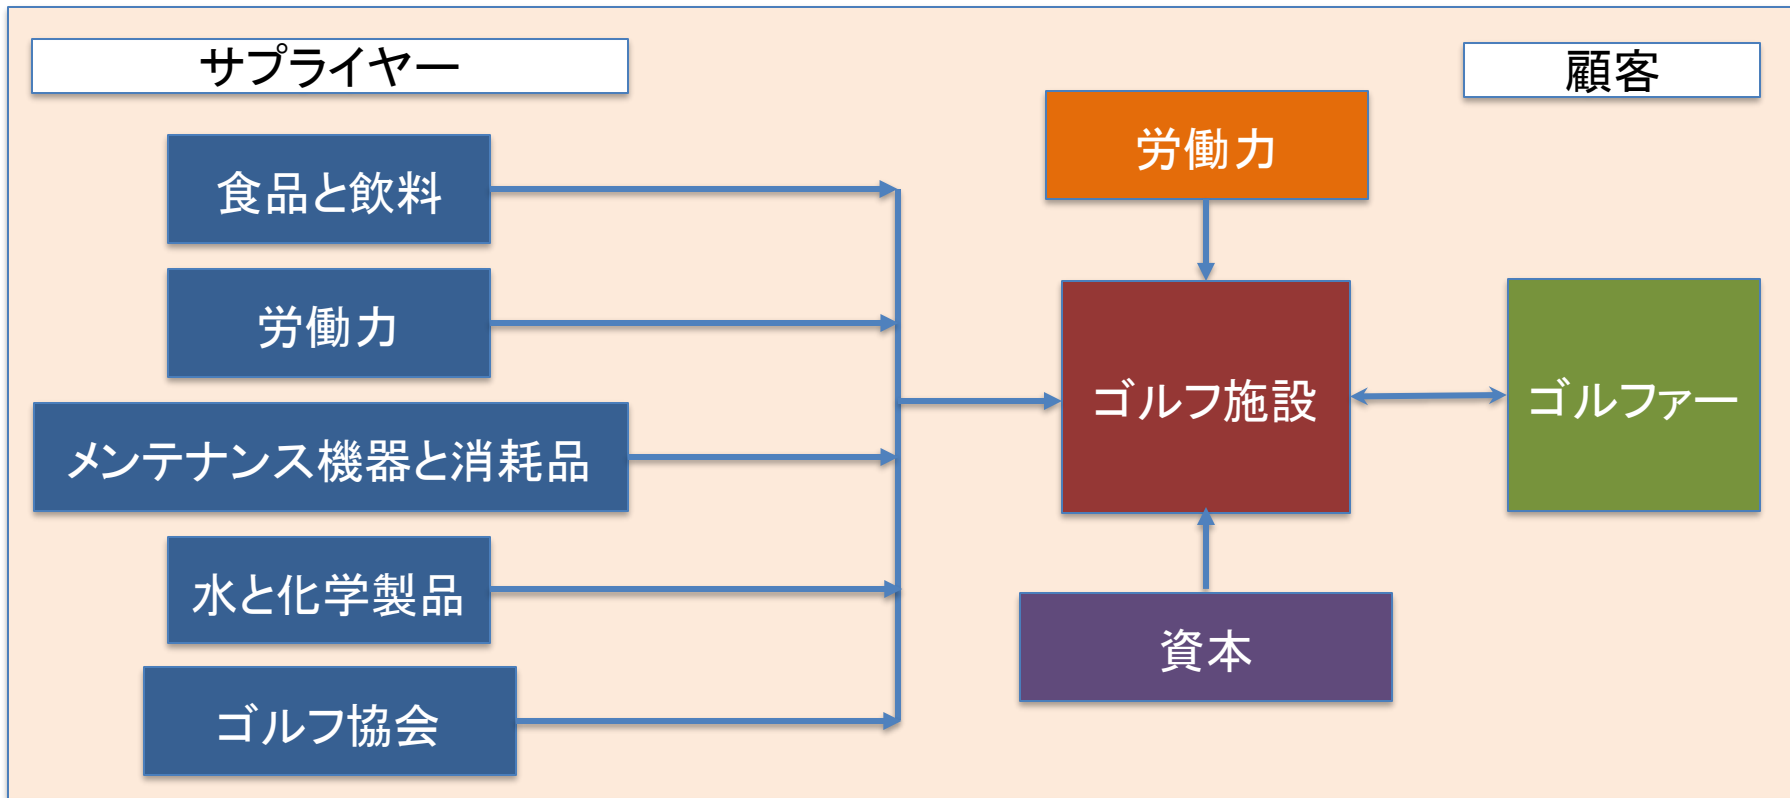 サプライヤー
顧客
労働力
食品と飲料
労働力
メンテナンス機器と消耗品
水と化学製品
ゴルフ協会
ゴルフ施設
ゴルファー
資本